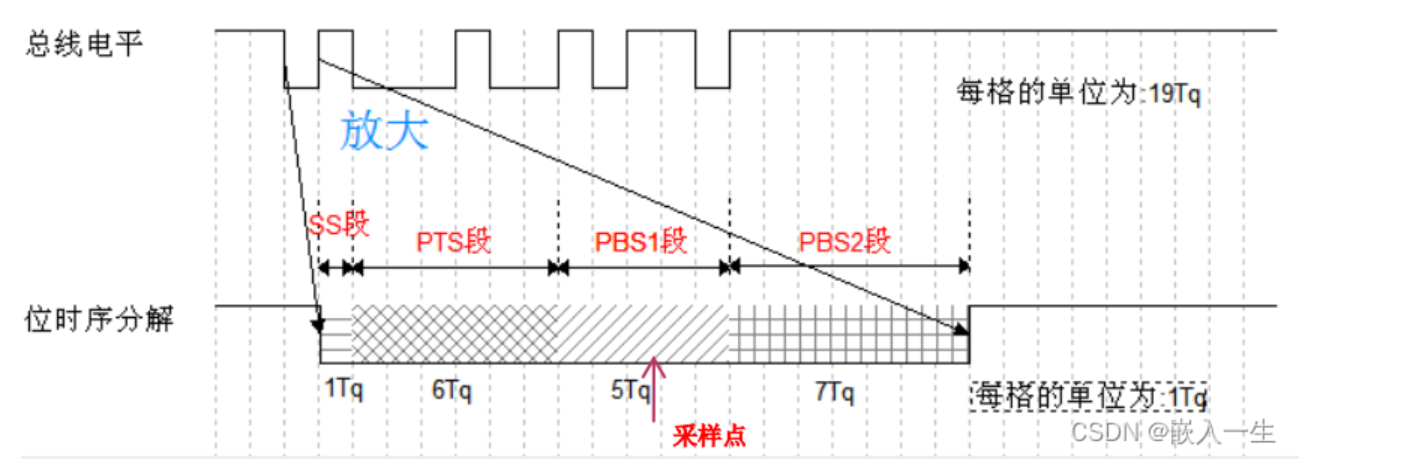 总线电平
每格的单位为:19Tq
放大
SS段
PTS段
PBS1段
PBS2段
位时序分解
1Tq
6Tq
5Tq
7Tq
每格的单位为:1Tq
采样点
CSDN @嵌入一生